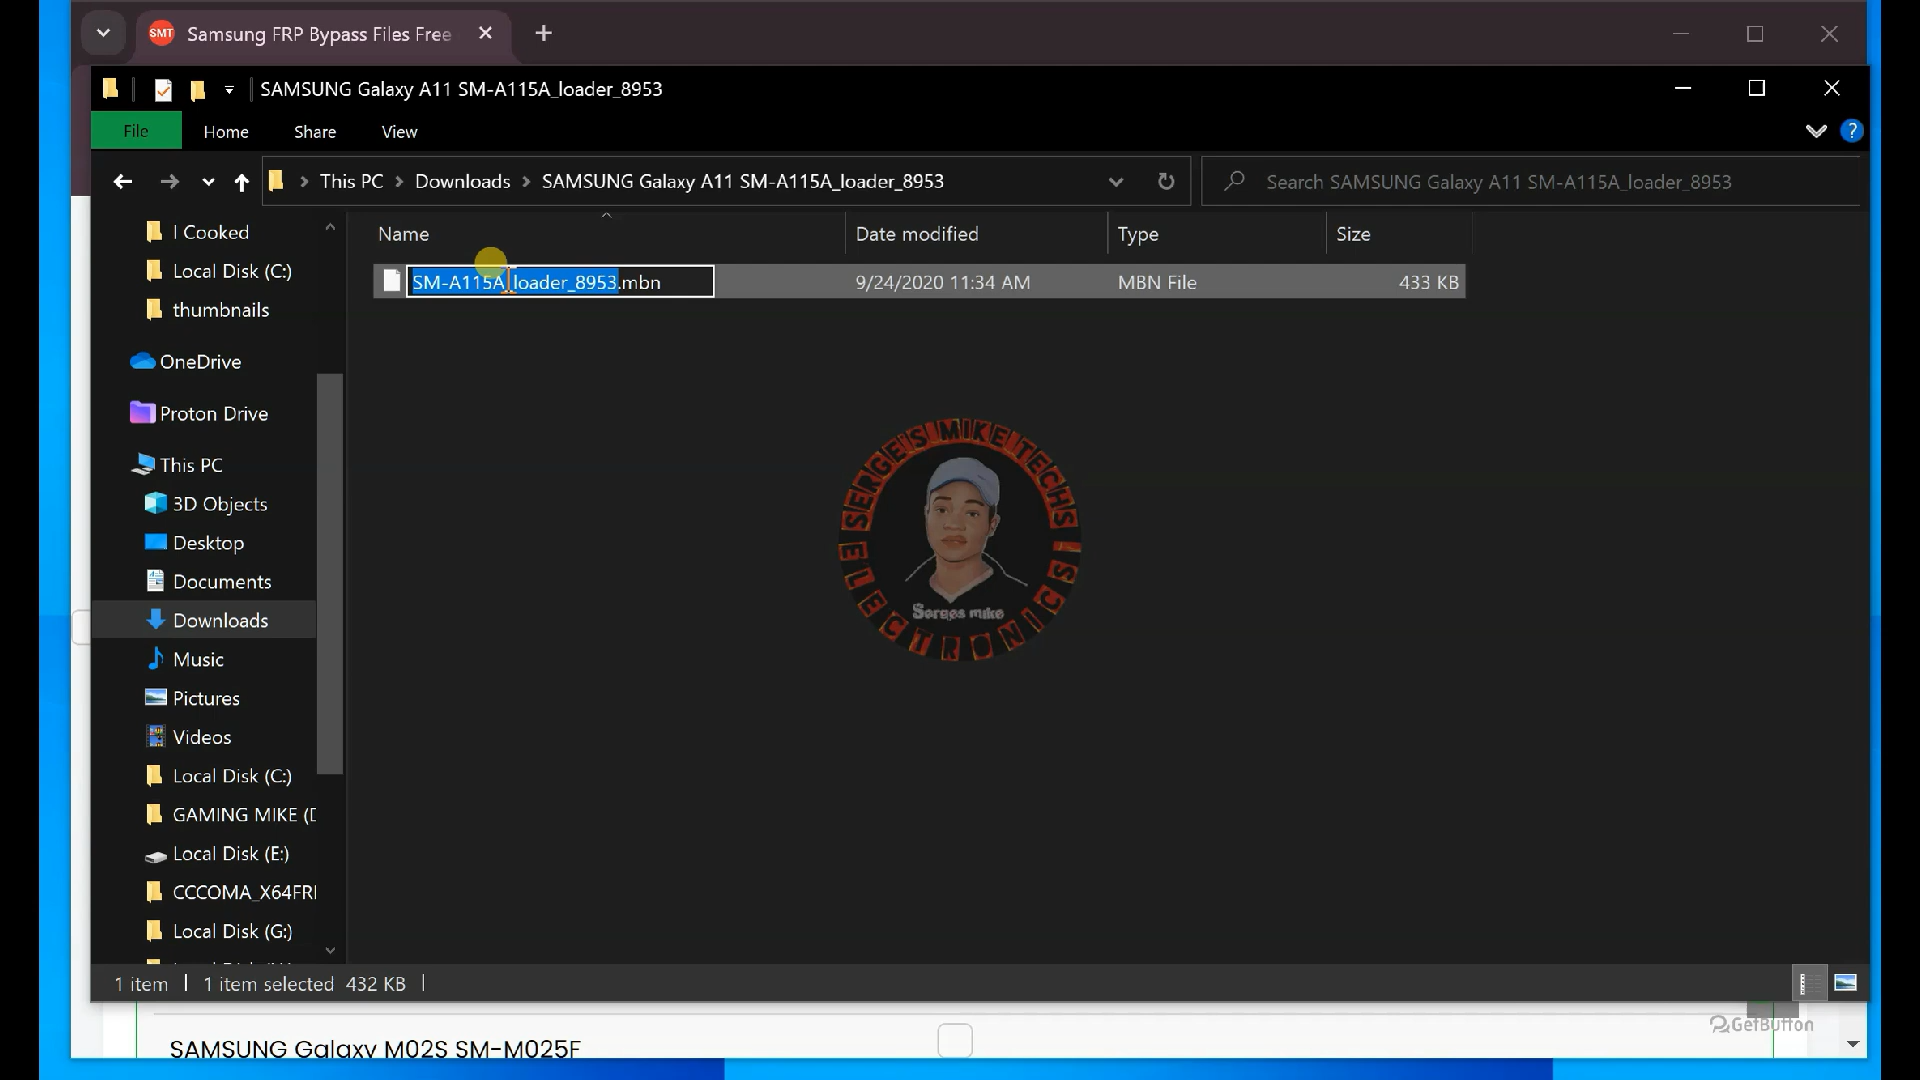 SMT Samsung FRP Bypass Files Free
SAMSUNG Galaxy A11 SM-A115A_loader_8953
File Home Share View
This PC > Downloads > SAMSUNG Galaxy A11 SM-A115A_loader_8953
Search SAMSUNG Galaxy A11 SM-A115A_loader_8953
Name Date modified Type Size
SM-A115A_loader_8953.mbn 9/24/2020 11:34 AM MBN File 433 KB
I Cooked
Local Disk (C:)
thumbnails
OneDrive
Proton Drive
This PC
3D Objects
Desktop
Documents
Downloads
Music
Pictures
Videos
Local Disk (C:)
GAMING MIKE (D
Local Disk (E:)
CCCOMA_X64FRE
Local Disk (G:)
SERGE'S MIKE TECHS
ELECTRONICS
Serges mike
1 item 1 item selected 432 KB
GetButton
SAMSUNG Galaxy M02S SM-M025F